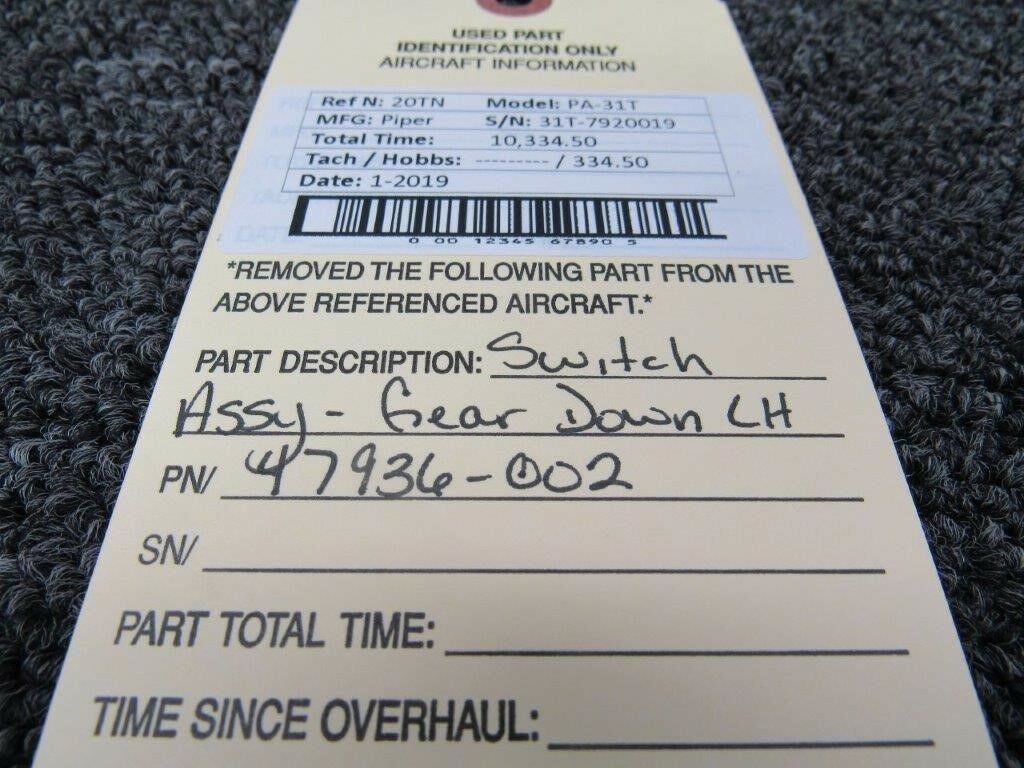 USED PART
IDENTIFICATION ONLY
AIRCRAFT INFORMATION
Ref N: 20TN Model: PA-31T
MFG: Piper S/N: 31T-7920019
Total Time: 10,334.50
Tach / Hobbs: --------- / 334.50
Date: 1-2019
0 00 12345 67890 5
*REMOVED THE FOLLOWING PART FROM THE
ABOVE REFERENCED AIRCRAFT.*
PART DESCRIPTION: Switch
Assy - Gear Down LH
PN/ 47936-002
SN/
PART TOTAL TIME:
TIME SINCE OVERHAUL: